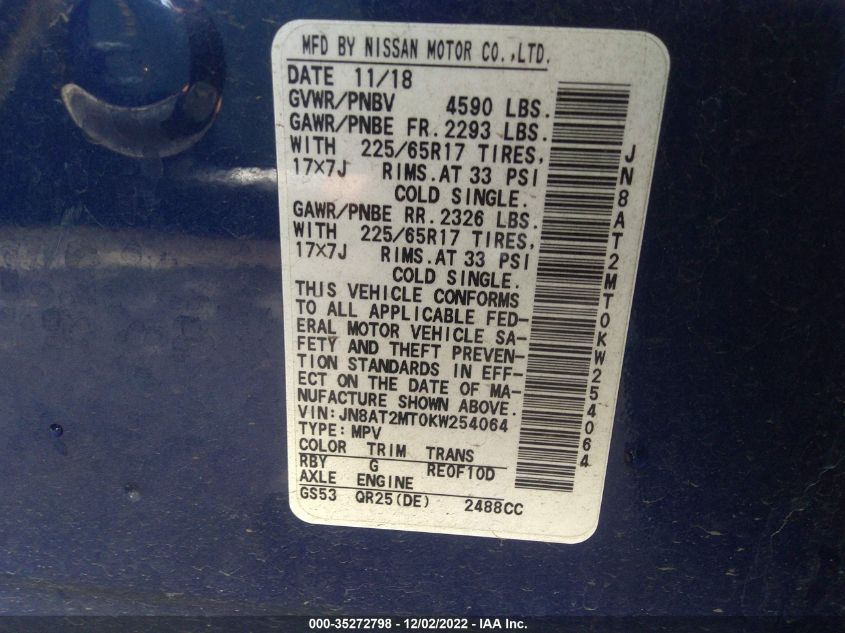 MFD BY NISSAN MOTOR CO.,LTD.
DATE 11/18
GVWR/PNBV 4590 LBS.
GAWR/PNBE FR. 2293 LBS.
WITH 225/65R17 TIRES,
17×7J RIMS.AT 33 PSI
COLD SINGLE.
GAWR/PNBE RR. 2326 LBS.
WITH 225/65R17 TIRES,
17×7J RIMS.AT 33 PSI
COLD SINGLE.
THIS VEHICLE CONFORMS
TO ALL APPLICABLE FED-
ERAL MOTOR VEHICLE SA-
FETY AND THEFT PREVEN-
TION STANDARDS IN EFF-
ECT ON THE DATE OF MA-
NUFACTURE SHOWN ABOVE.
VIN:JN8AT2MT0KW254064
TYPE:MPV
COLOR TRIM TRANS
RBY G RE0F10D
AXLE ENGINE
GS53 QR25(DE) 2488CC
JN8AT2MT0KW254064
000-35272798 - 12/02/2022 - IAA Inc.